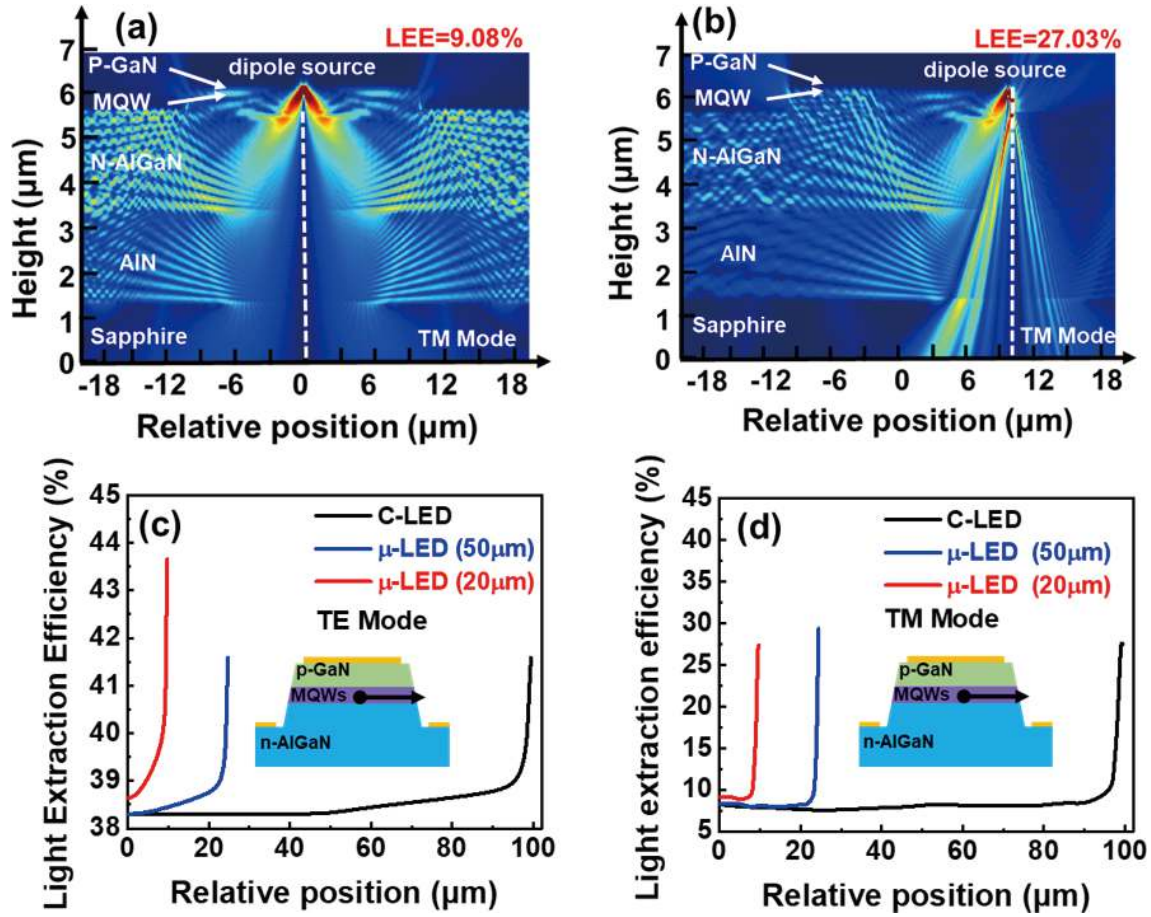 (a)
LEE=9.08%
P-GaN
dipole source
MQW
N-AlGaN
AlN
Sapphire
TM Mode
7
6
5
4
3
2
1
0
Height (μm)
-18 -12 -6 0 6 12 18
Relative position (μm)
(b)
LEE=27.03%
P-GaN
dipole source
MQW
N-AlGaN
AlN
Sapphire
TM Mode
7
6
5
4
3
2
1
0
Height (μm)
-18 -12 -6 0 6 12 18
Relative position (μm)
(c)
C-LED
μ-LED (50μm)
μ-LED (20μm)
TE Mode
p-GaN
MQWs
n-AlGaN
45
44
43
42
41
40
39
38
Light Extraction Efficiency (%)
0 20 40 60 80 100
Relative position (μm)
(d)
C-LED
μ-LED (50μm)
μ-LED (20μm)
TM Mode
p-GaN
MQWs
n-AlGaN
45
40
35
30
25
20
15
10
5
Light extraction efficiency (%)
0 20 40 60 80 100
Relative position (μm)